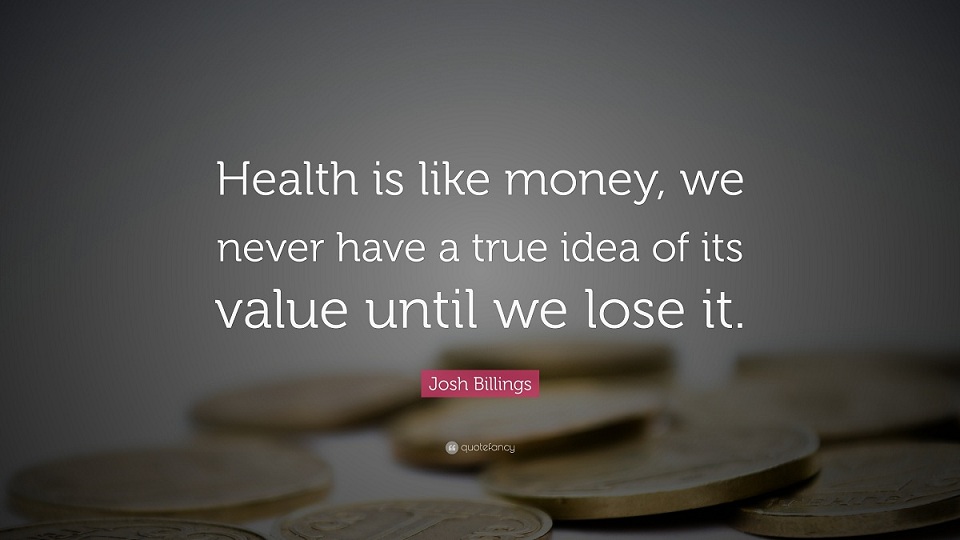 Health is like money, we
never have a true idea of its
value until we lose it.
Josh Billings
quotefancy